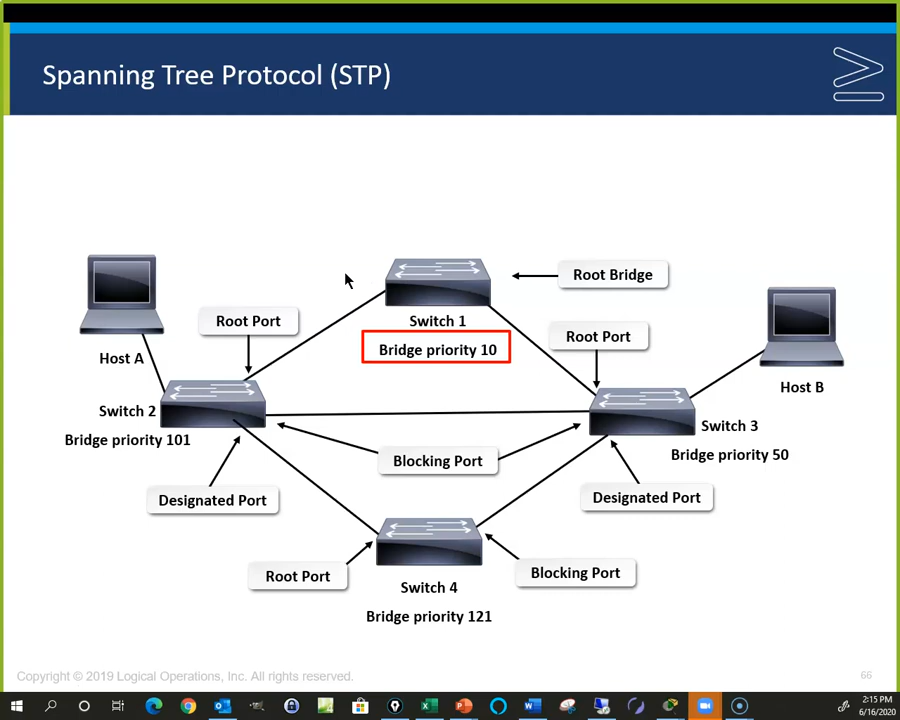 Spanning Tree Protocol (STP)
Root Bridge
Root Port
Switch 1
Root Port
Bridge priority 10
Host A
Host B
Switch 2
Switch 3
Bridge priority 101
Bridge priority 50
Blocking Port
Designated Port
Designated Port
Root Port
Blocking Port
Switch 4
Bridge priority 121
Copyright © 2019 Logical Operations, Inc. All rights reserved.
66
2:15 PM
6/16/2020